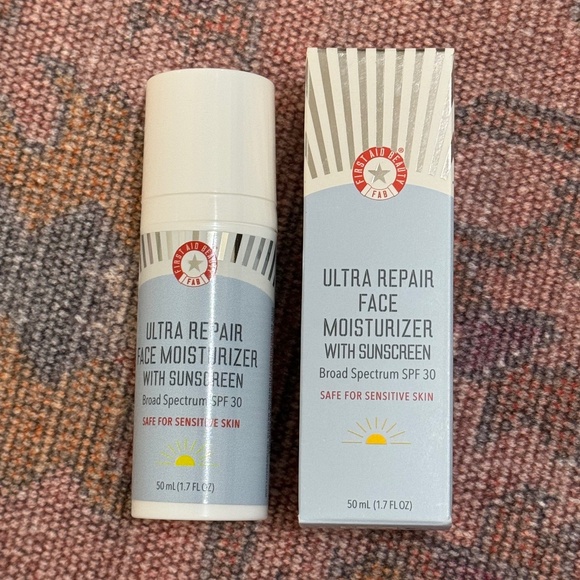 FIRST AID BEAUTY
FAB
ULTRA REPAIR
FACE MOISTURIZER
WITH SUNSCREEN
Broad Spectrum SPF 30
SAFE FOR SENSITIVE SKIN
50 mL (1.7 FL OZ)
FIRST AID BEAUTY®
FAB
ULTRA REPAIR
FACE
MOISTURIZER
WITH SUNSCREEN
Broad Spectrum SPF 30
SAFE FOR SENSITIVE SKIN
50 mL (1.7 FL OZ)